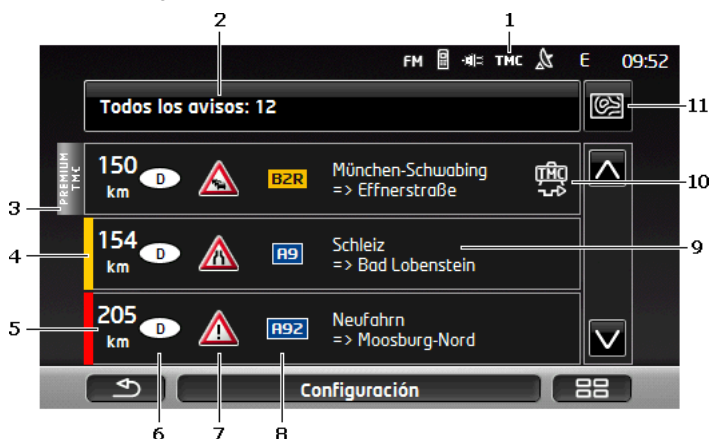 2
1
FM TMC E 09:52
Todos los avisos: 12
11
PREMIUM
TMC
150
km
D
B2R
München-Schwabing
=> Effnerstraße
TMC
10
3
154
km
D
A9
Schleiz
=> Bad Lobenstein
9
4
205
km
D
A92
Neufahrn
=> Moosburg-Nord
5
Configuración
6
7
8